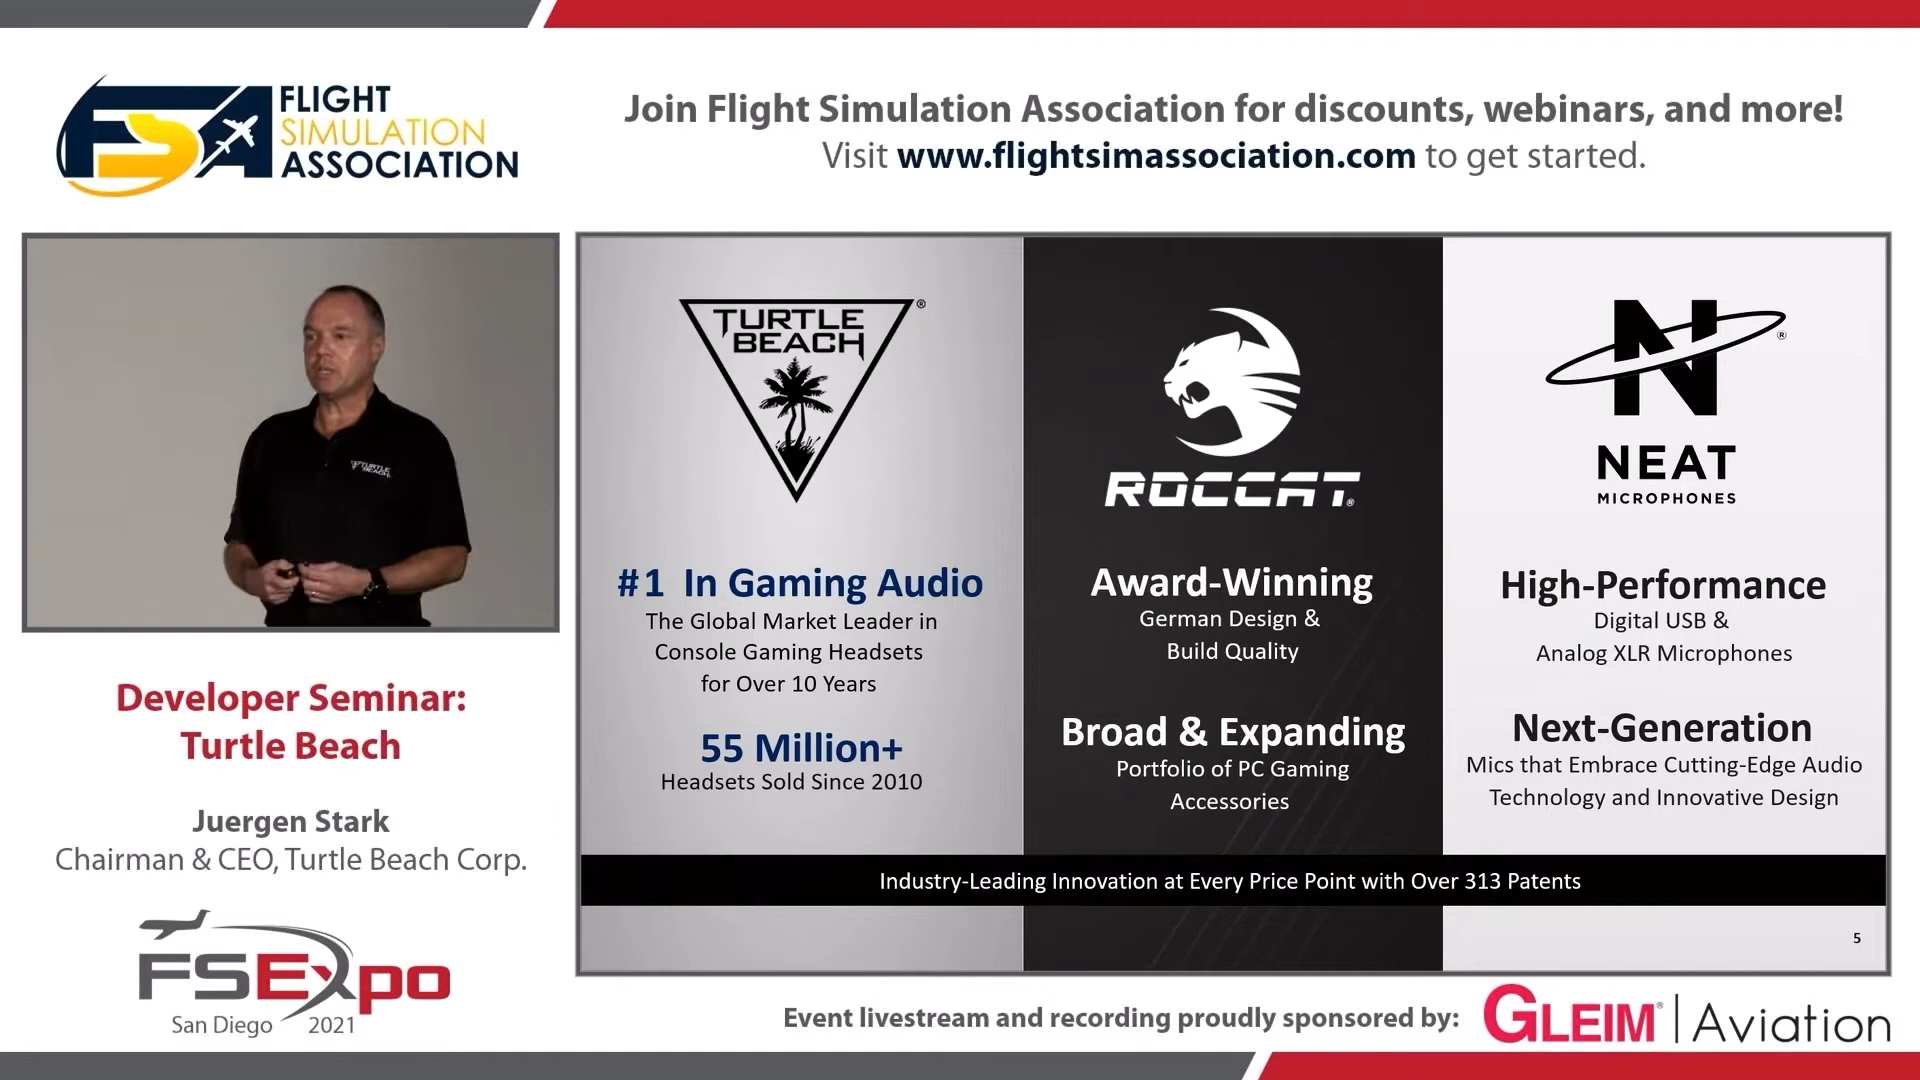 FSA
FLIGHT
SIMULATION
ASSOCIATION
Join Flight Simulation Association for discounts, webinars, and more!
Visit www.flightsimassociation.com to get started.
TURTLE
BEACH
Developer Seminar:
Turtle Beach
Juergen Stark
Chairman & CEO, Turtle Beach Corp.
FSExpo
San Diego 2021
TURTLE
BEACH
®
#1 In Gaming Audio
The Global Market Leader in
Console Gaming Headsets
for Over 10 Years
55 Million+
Headsets Sold Since 2010
ROCCAT®
Award-Winning
German Design &
Build Quality
Broad & Expanding
Portfolio of PC Gaming
Accessories
N®
NEAT
MICROPHONES
High-Performance
Digital USB &
Analog XLR Microphones
Next-Generation
Mics that Embrace Cutting-Edge Audio
Technology and Innovative Design
Industry-Leading Innovation at Every Price Point with Over 313 Patents
5
Event livestream and recording proudly sponsored by:
GLEIM® | Aviation